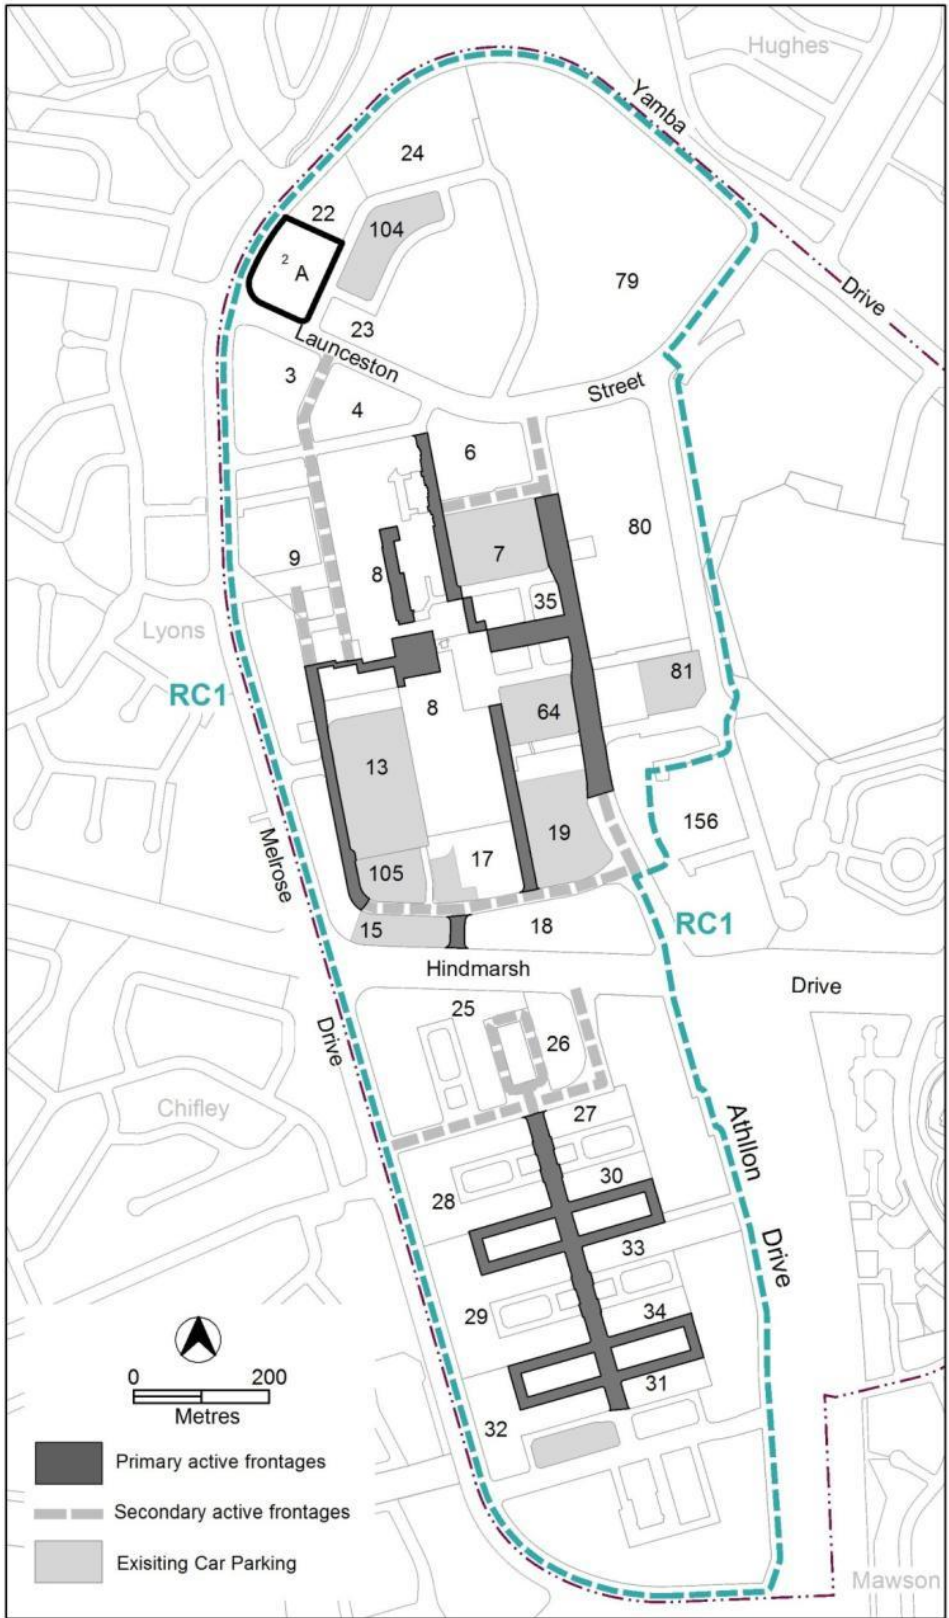 Hughes
Yamba
24
22
104
2
A
79
Drive
23
Launceston
3
Street
4
6
80
7
9
8
35
Lyons
81
RC1
8
64
13
156
19
17
Melrose
105
RC1
15
18
Hindmarsh
Drive
25
Drive
26
Chifley
27
Athllon
30
28
33
Drive
29
34
0 200
Metres
31
32
Primary active frontages
Secondary active frontages
Exisiting Car Parking
Mawson